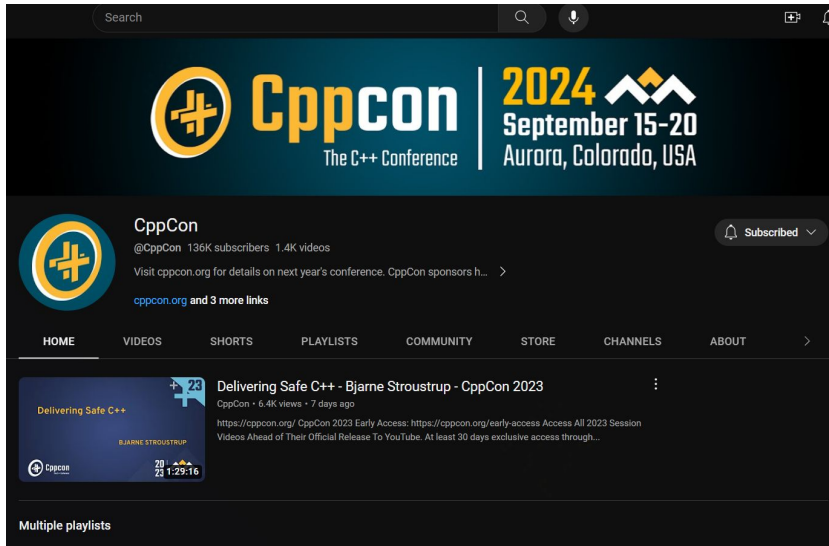 Search
Cppcon
The C++ Conference
2024
September 15-20
Aurora, Colorado, USA
CppCon
@CppCon 136K subscribers 1.4K videos
Visit cppcon.org for details on next year's conference. CppCon sponsors h...
cppcon.org and 3 more links
Subscribed
HOME VIDEOS SHORTS PLAYLISTS COMMUNITY STORE CHANNELS ABOUT
+ 23
Delivering Safe C++
BJARNE STROUSTRUP
Cppcon
20
23
1:29:16
Delivering Safe C++ - Bjarne Stroustrup - CppCon 2023
CppCon • 6.4K views • 7 days ago
https://cppcon.org/ CppCon 2023 Early Access: https://cppcon.org/early-access Access All 2023 Session
Videos Ahead of Their Official Release To YouTube. At least 30 days exclusive access through...
Multiple playlists